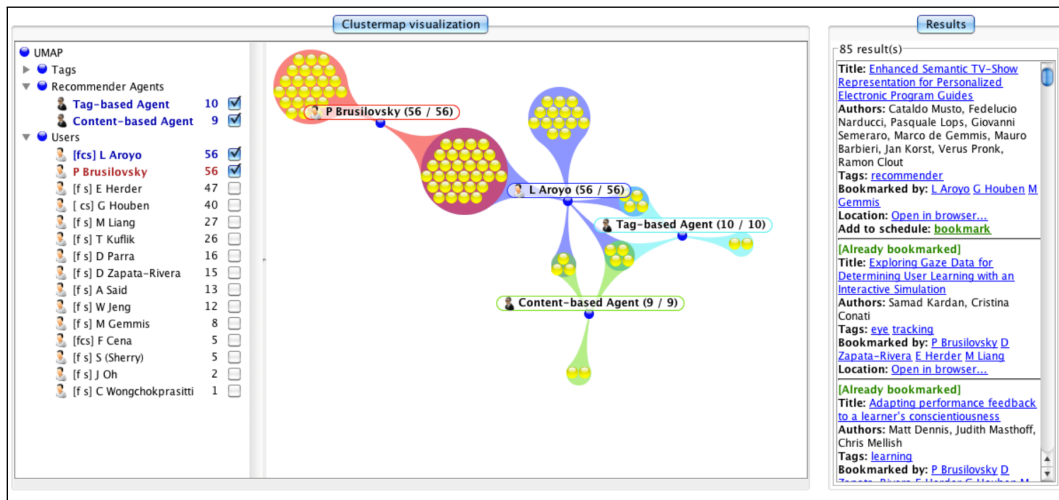 Clustermap visualization
UMAP
Tags
Recommender Agents
Tag-based Agent 10
Content-based Agent 9
Users
[fcs] L Aroyo 56
P Brusilovsky 56
[f s] E Herder 47
[ cs] G Houben 40
[f s] M Liang 27
[f s] T Kuflik 26
[f s] D Parra 16
[f s] D Zapata-Rivera 15
[f s] A Said 13
[f s] W Jeng 12
[f s] M Gemmis 8
[fcs] F Cena 5
[f s] S (Sherry) 5
[f s] J Oh 2
[f s] C Wongchokprasitti 1
P Brusilovsky (56 / 56)
L Aroyo (56 / 56)
Tag-based Agent (10 / 10)
Content-based Agent (9 / 9)
Results
85 result(s)
Title: Enhanced Semantic TV-Show
Representation for Personalized
Electronic Program Guides
Authors: Cataldo Musto, Fedelucio
Narducci, Pasquale Lops, Giovanni
Semeraro, Marco de Gemmis, Mauro
Barbieri, Jan Korst, Verus Pronk,
Ramon Clout
Tags: recommender
Bookmarked by: L Aroyo G Houben M
Gemmis
Location: Open in browser...
Add to schedule: bookmark
[Already bookmarked]
Title: Exploring Gaze Data for
Determining User Learning with an
Interactive Simulation
Authors: Samad Kardan, Cristina
Conati
Tags: eye tracking
Bookmarked by: P Brusilovsky D
Zapata-Rivera E Herder M Liang
Location: Open in browser...
[Already bookmarked]
Title: Adapting performance feedback
to a learner's conscientiousness
Authors: Matt Dennis, Judith Masthoff,
Chris Mellish
Tags: learning
Bookmarked by: P Brusilovsky D
Zapata-Rivera E Herder G Houben M